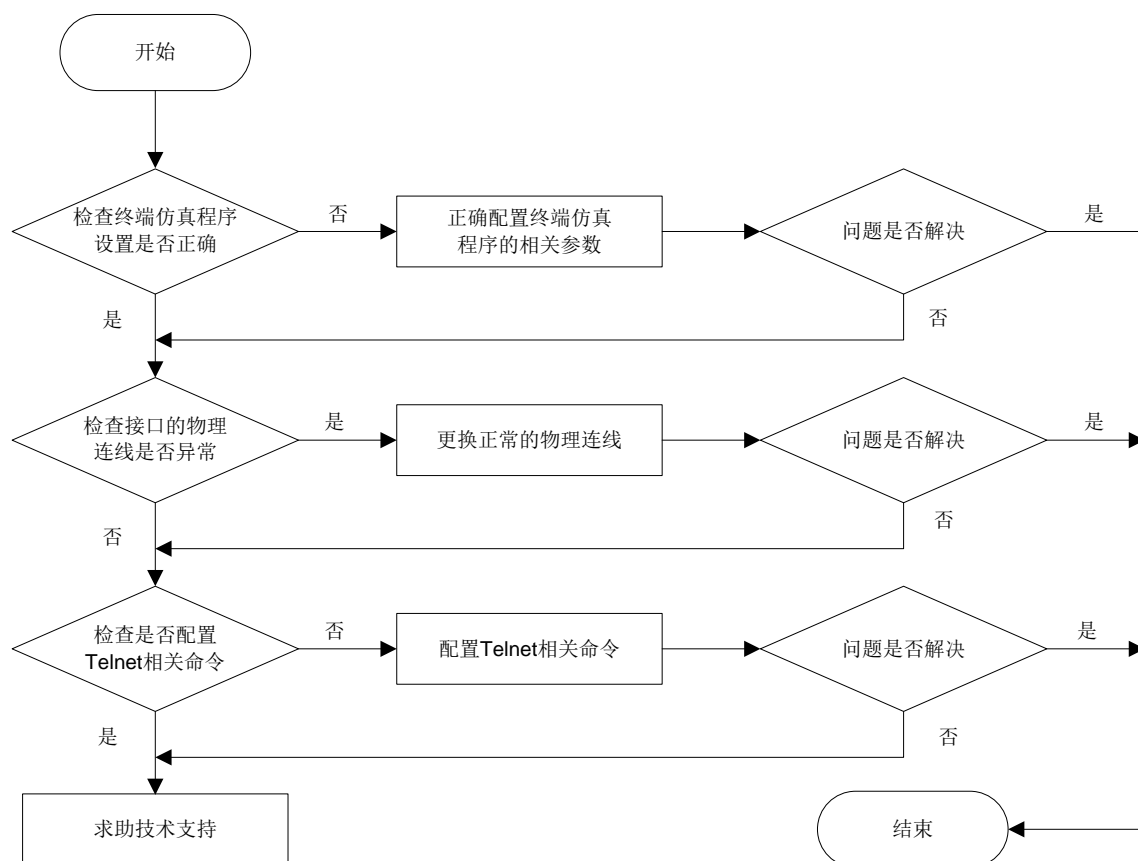 开始
检查终端仿真程序
设置是否正确
否
正确配置终端仿真
程序的相关参数
问题是否解决
是
是
否
检查接口的物理
连线是否异常
是
更换正常的物理连线
问题是否解决
是
否
否
检查是否配置
Telnet相关命令
否
配置Telnet相关命令
问题是否解决
是
是
否
求助技术支持
结束